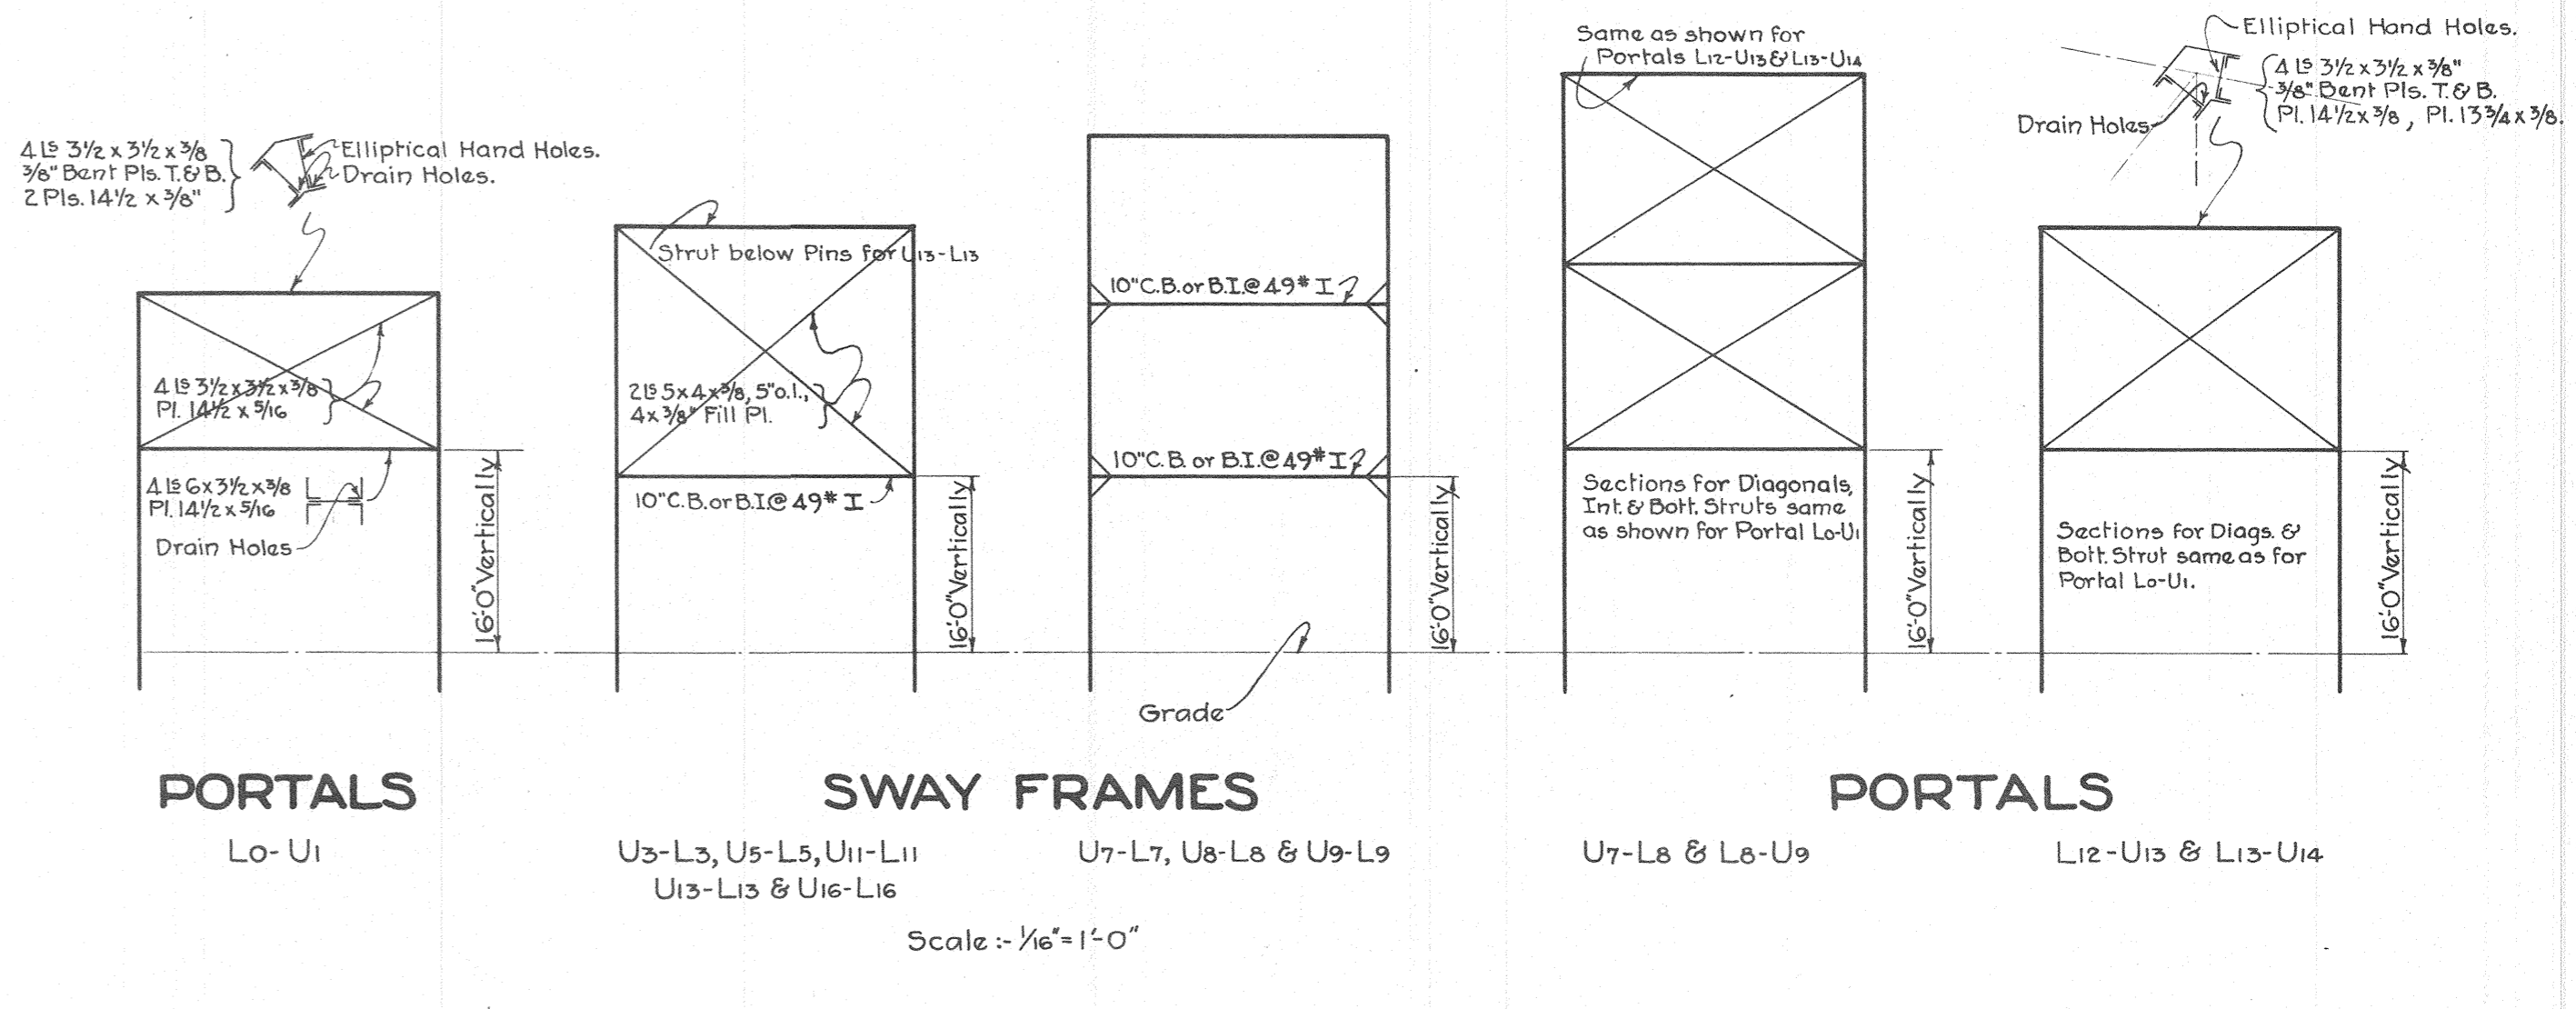 4 Ls 3½ x 3½ x ⅜
⅜" Bent Pls. T. & B.
2 Pls. 14½ x ⅜"
Elliptical Hand Holes.
Drain Holes.
4 Ls 3½ x 3½ x ⅜
Pl. 14½ x 5/16
4 Ls 6 x 3½ x ⅜
Pl. 14½ x 5/16
Drain Holes
16'-0" Vertically
Strut below Pins for U13-L13
2 Ls 5 x 4 x ⅜, 5" o.l.,
4 x ⅜" Fill Pl.
10" C.B. or B.I. @ 49# I
16'-0" Vertically
10" C.B. or B.I. @ 49# I
10" C.B. or B.I. @ 49# I
16'-0" Vertically
Grade
Same as shown for
Portals L12-U13 & L13-U14
Sections for Diagonals,
Int. & Bott. Struts same
as shown for Portal L0-U1
16'-0" Vertically
Elliptical Hand Holes.
4 Ls 3½ x 3½ x ⅜"
⅜" Bent Pls. T. & B.
Pl. 14½ x ⅜, Pl. 13¾ x ⅜.
Drain Holes
Sections for Diags. &
Bott. Strut same as for
Portal L0-U1.
16'-0" Vertically
PORTALS
L0-U1
SWAY FRAMES
U3-L3, U5-L5, U11-L11
U13-L13 & U16-L16
U7-L7, U8-L8 & U9-L9
PORTALS
U7-L8 & L8-U9
L12-U13 & L13-U14
Scale :- 1/16" = 1'-0"